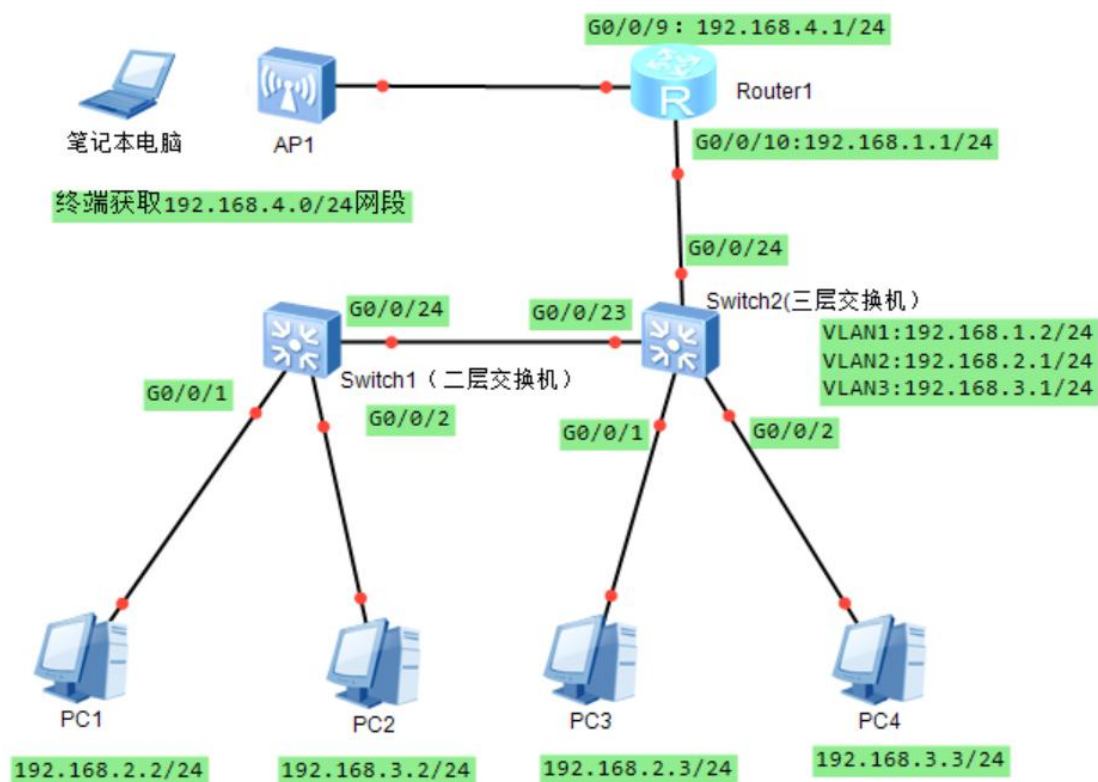 G0/0/9：192.168.4.1/24
Router1
笔记本电脑
AP1
G0/0/10:192.168.1.1/24
终端获取192.168.4.0/24网段
G0/0/24
Switch2(三层交换机）
G0/0/24
G0/0/23
VLAN1:192.168.1.2/24
VLAN2:192.168.2.1/24
VLAN3:192.168.3.1/24
Switch1（二层交换机）
G0/0/1
G0/0/2
G0/0/1
G0/0/2
R
PC1
PC2
PC3
PC4
192.168.2.2/24
192.168.3.2/24
192.168.2.3/24
192.168.3.3/24